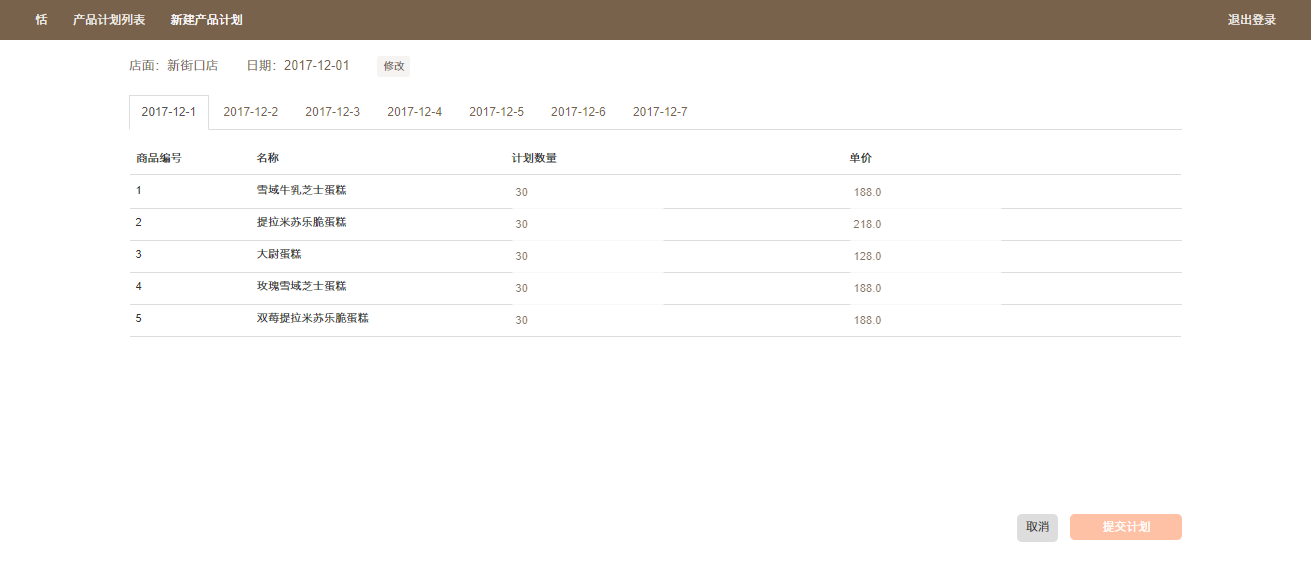 恬 产品计划列表 新建产品计划 退出登录
店面：新街口店 日期：2017-12-01 修改
2017-12-1 2017-12-2 2017-12-3 2017-12-4 2017-12-5 2017-12-6 2017-12-7
商品编号 名称 计划数量 单价
1 雪域牛乳芝士蛋糕 30 188.0
2 提拉米苏乐脆蛋糕 30 218.0
3 大尉蛋糕 30 128.0
4 玫瑰雪域芝士蛋糕 30 188.0
5 双莓提拉米苏乐脆蛋糕 30 188.0
取消 提交计划